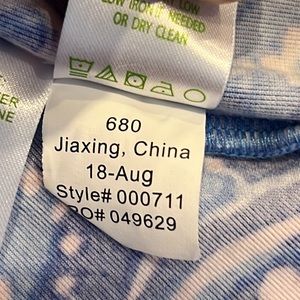 LOW IRON IF NEEDED
OR DRY CLEAN
680
Jiaxing, China
18-Aug
Style# 000711
PO# 049629